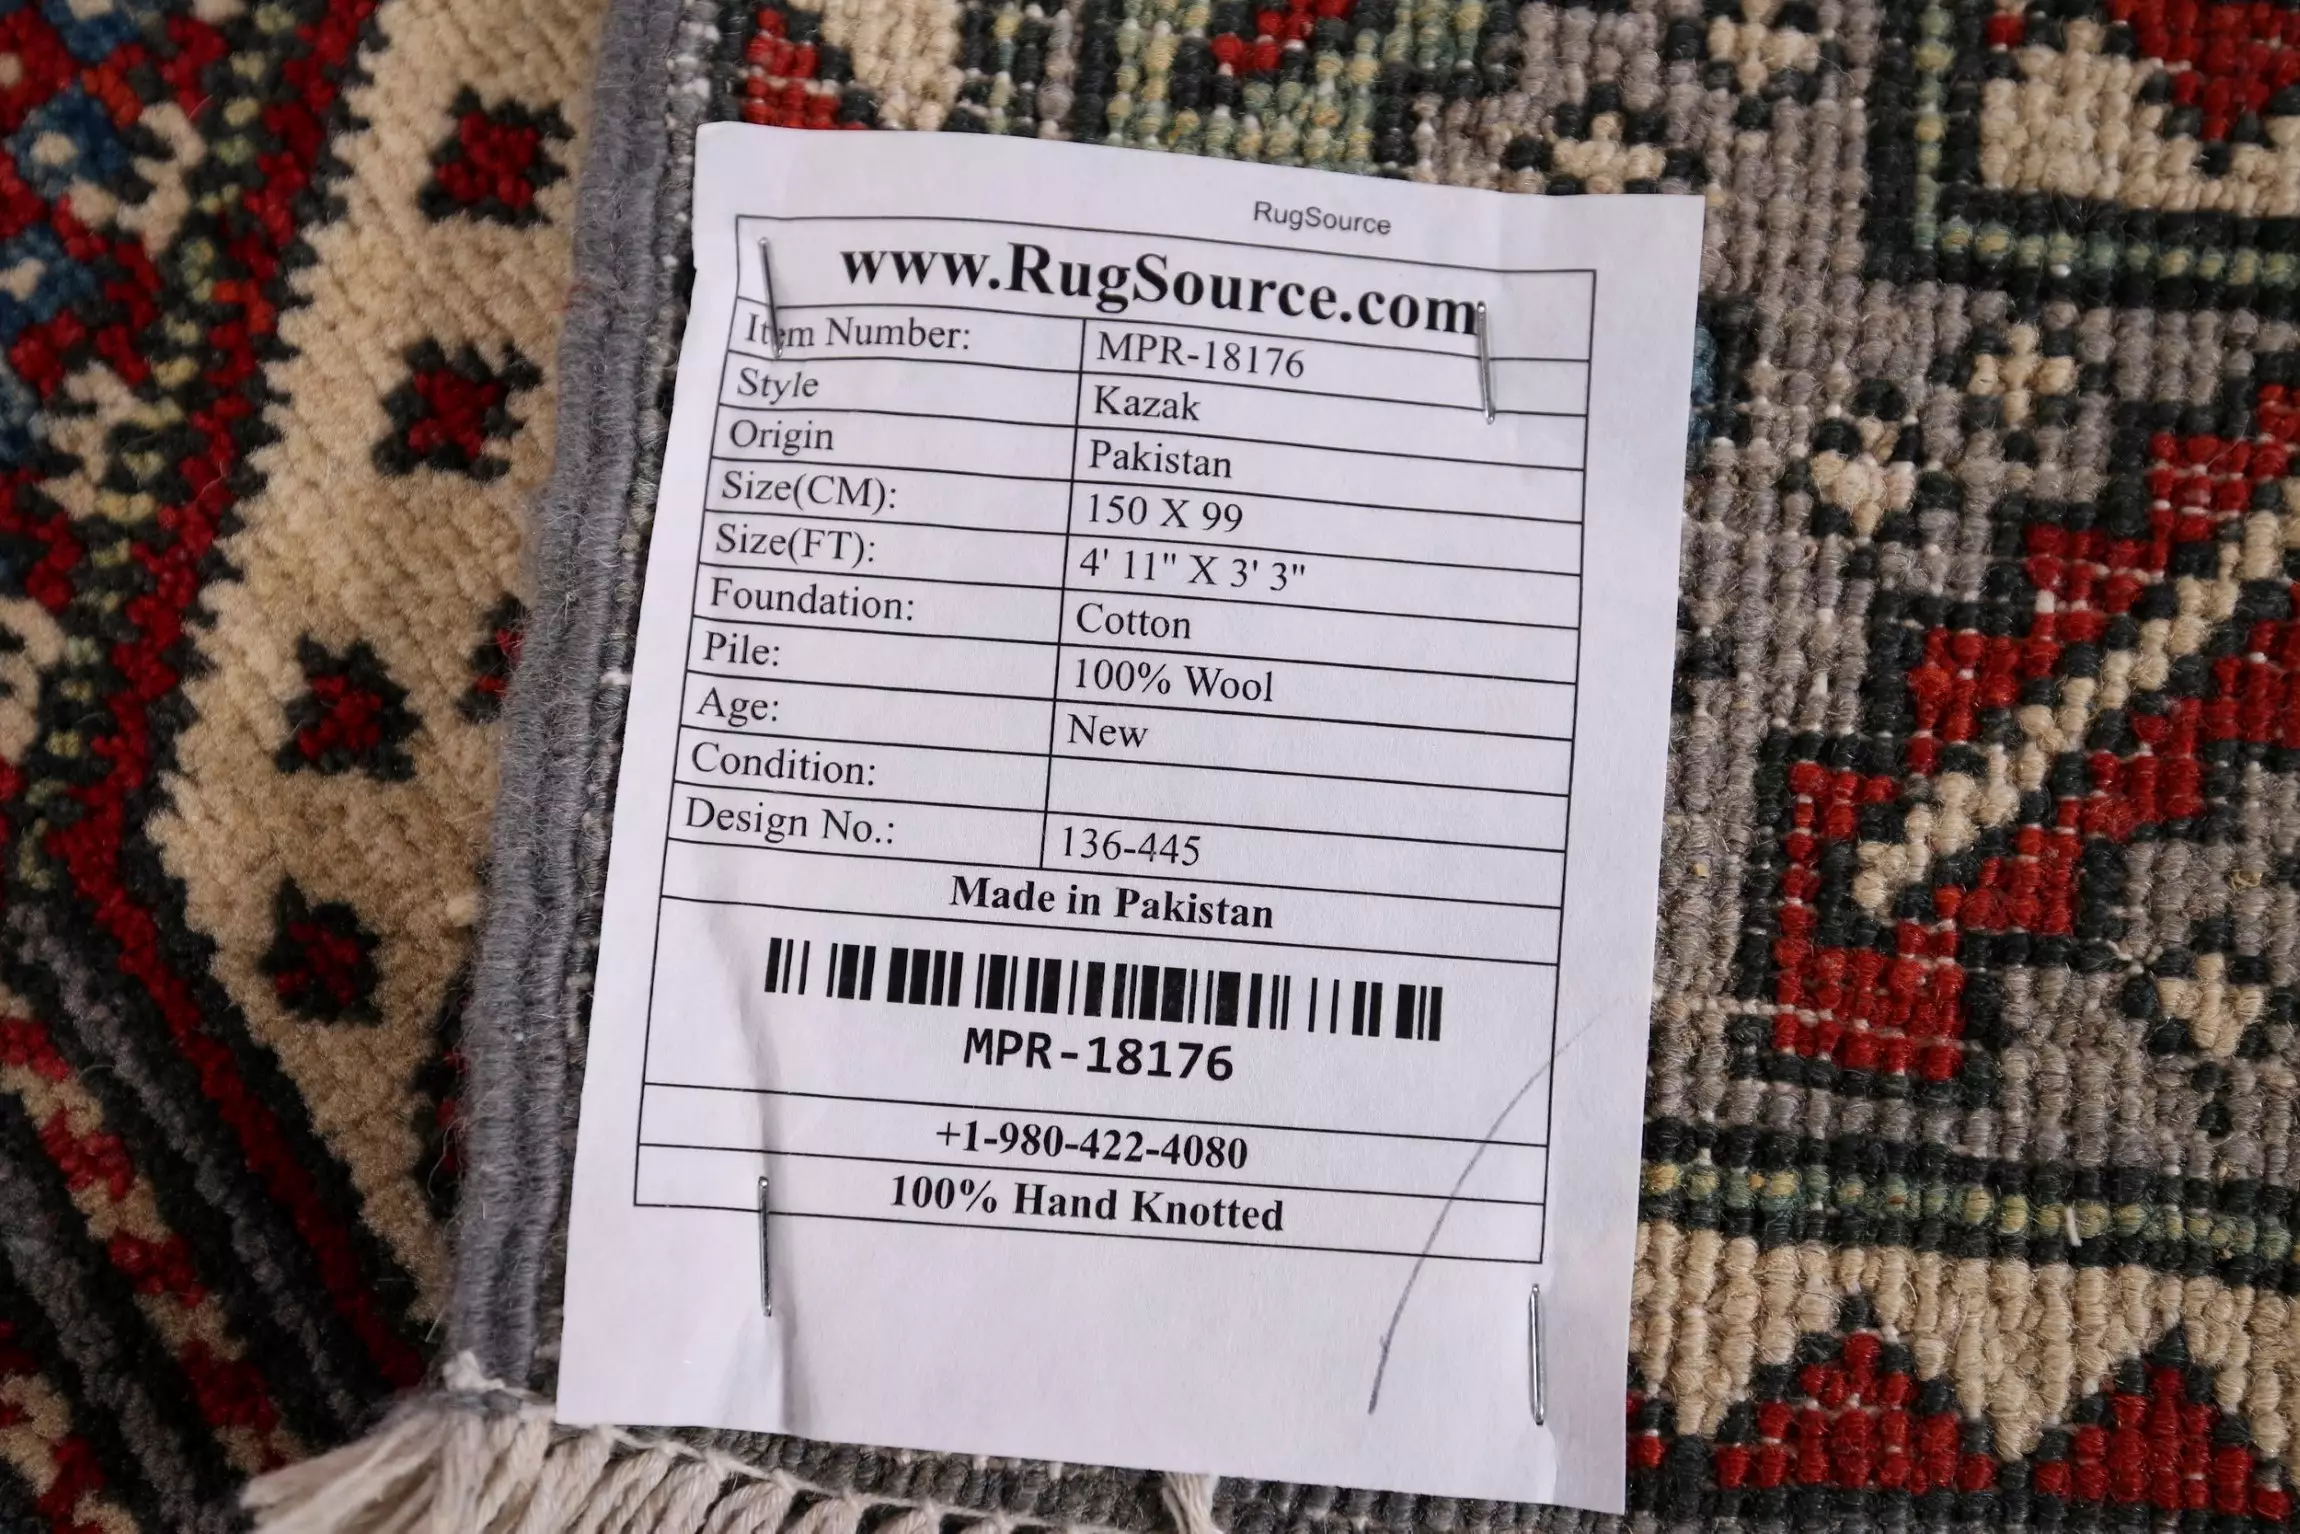 RugSource
www.RugSource.com
Item Number: MPR-18176
Style Kazak
Origin Pakistan
Size(CM): 150 X 99
Size(FT): 4' 11" X 3' 3"
Foundation: Cotton
Pile: 100% Wool
Age: New
Condition:
Design No.: 136-445
Made in Pakistan
MPR-18176
+1-980-422-4080
100% Hand Knotted